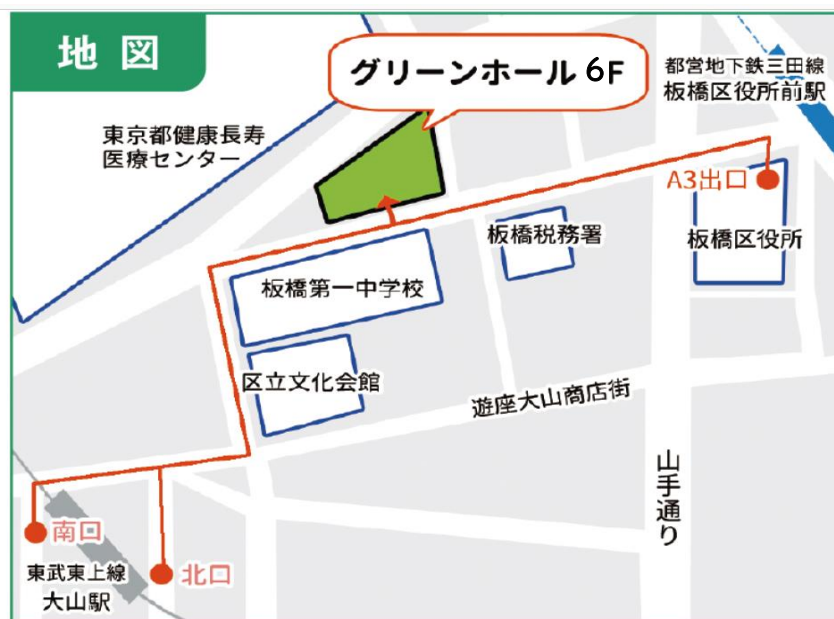 地図
グリーンホール 6F
都営地下鉄三田線
板橋区役所前駅
東京都健康長寿
医療センター
A3出口
板橋税務署
板橋区役所
板橋第一中学校
区立文化会館
遊座大山商店街
山手通り
南口
北口
東武東上線
大山駅